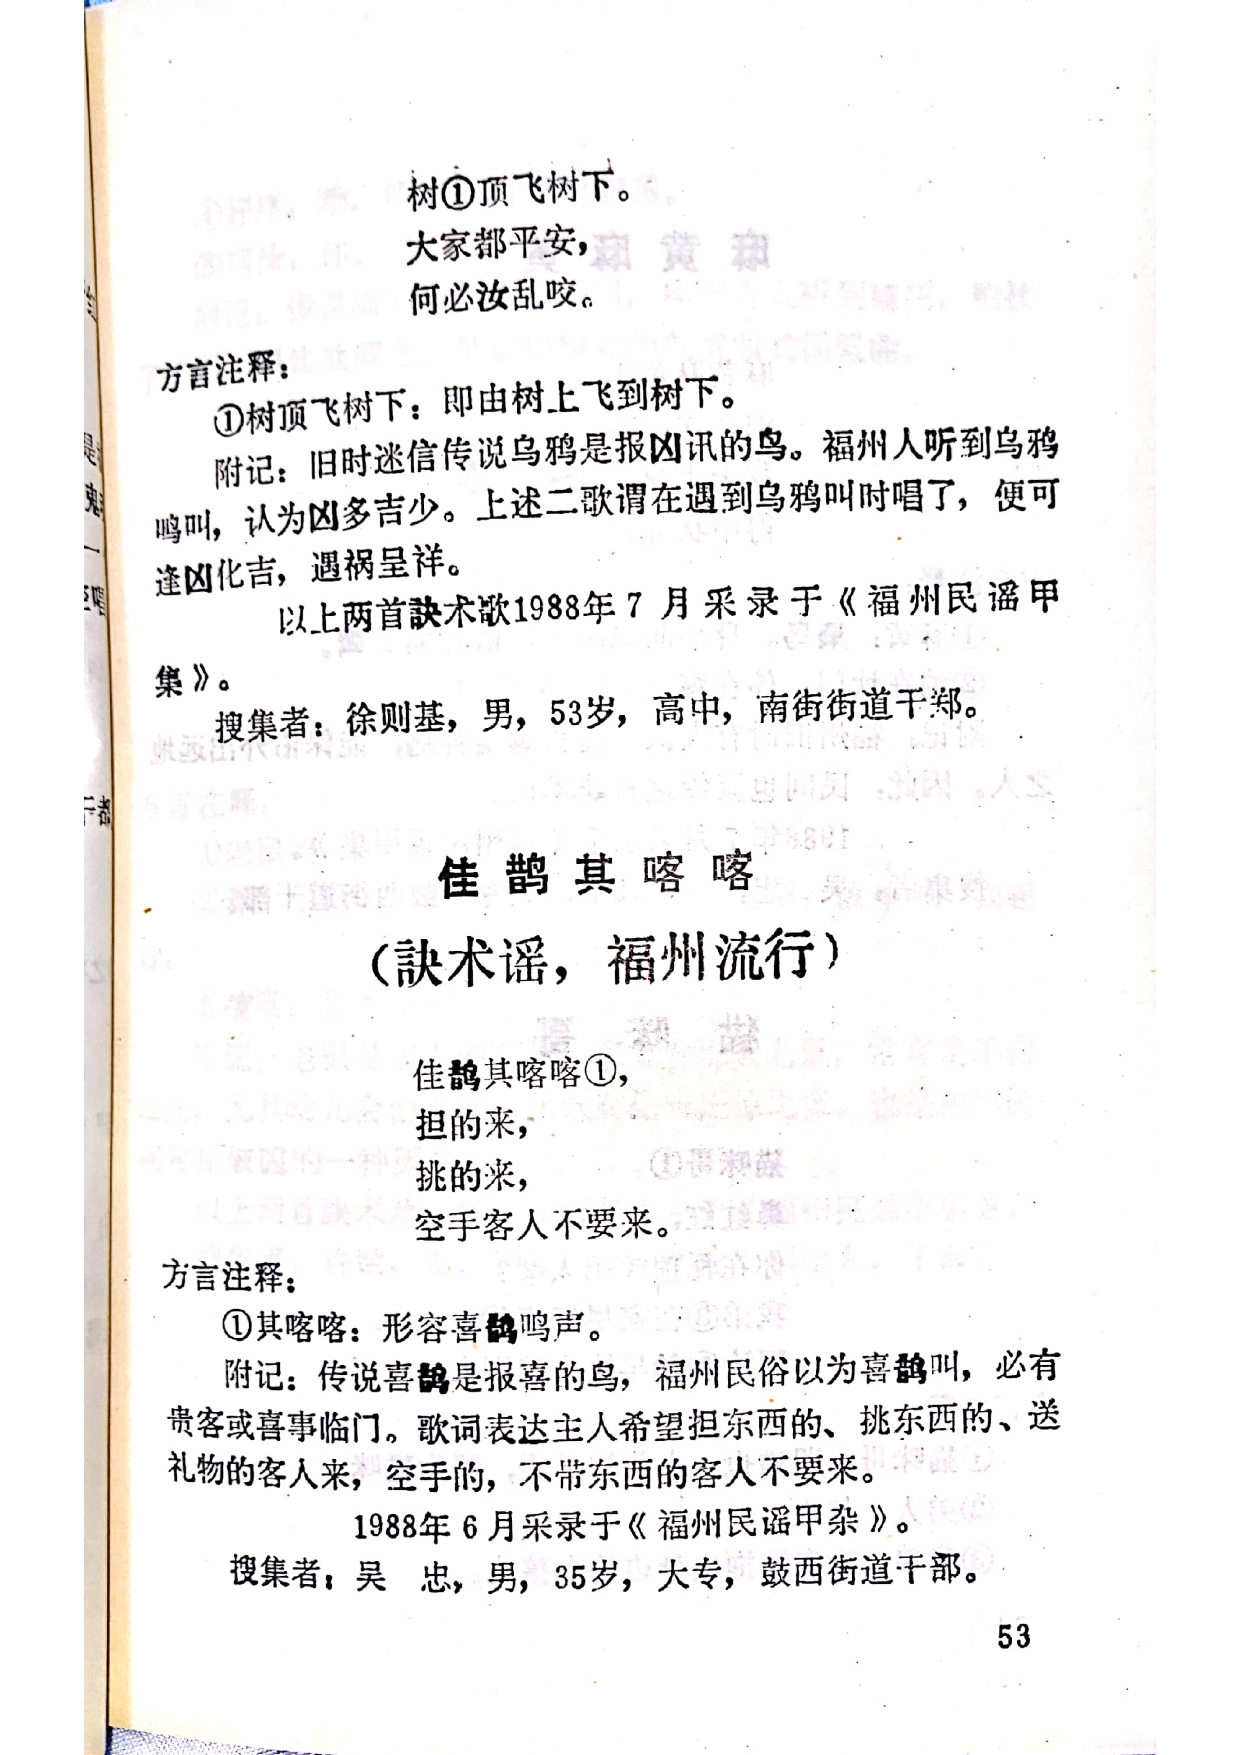 树①顶飞树下。
大家都平安，
何必汝乱咬。
方言注释：
①树顶飞树下：即由树上飞到树下。
附记：旧时迷信传说乌鸦是报凶讯的鸟。福州人听到乌鸦
鸣叫，认为凶多吉少。上述二歌谓在遇到乌鸦叫时唱了，便可
逢凶化吉，遇祸呈祥。
以上两首訣术歌1988年7月采录于《福州民谣甲
集》。
搜集者：徐则基，男，53岁，高中，南街街道干郑。
佳鹊其喀喀
（訣术谣，福州流行）
佳鹊其喀喀①，
担的来，
挑的来，
空手客人不要来。
方言注释：
①其喀喀：形容喜鹊鸣声。
附记：传说喜鹊是报喜的鸟，福州民俗以为喜鹊叫，必有
贵客或喜事临门。歌词表达主人希望担东西的、挑东西的、送
礼物的客人来，空手的，不带东西的客人不要来。
1988年6月采录于《福州民谣甲杂》。
搜集者：吴　忠，男，35岁，大专，鼓西街道干部。
53